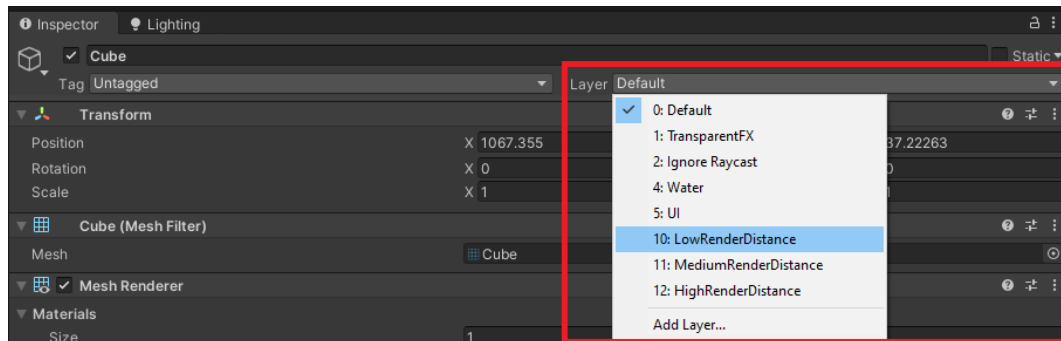 Inspector Lighting
Cube Static
Tag Untagged Layer Default
Transform
Position X 1067.355 37.22263
Rotation X 0
Scale X 1
Cube (Mesh Filter)
Mesh Cube
Mesh Renderer
Materials
Size 1
0: Default
1: TransparentFX
2: Ignore Raycast
4: Water
5: UI
10: LowRenderDistance
11: MediumRenderDistance
12: HighRenderDistance
Add Layer...